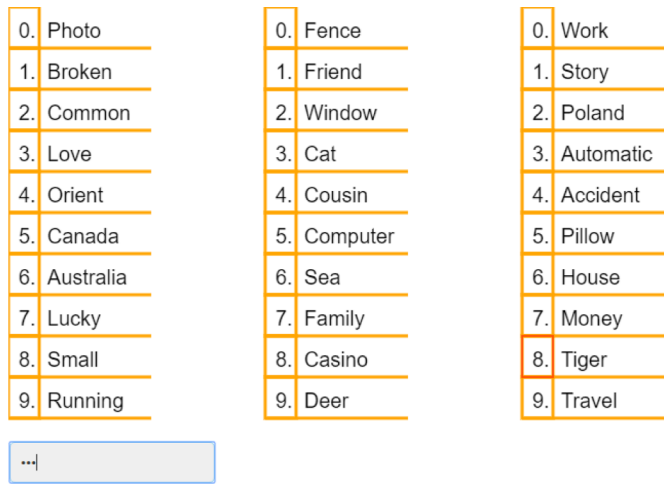 0. Photo
1. Broken
2. Common
3. Love
4. Orient
5. Canada
6. Australia
7. Lucky
8. Small
9. Running
0. Fence
1. Friend
2. Window
3. Cat
4. Cousin
5. Computer
6. Sea
7. Family
8. Casino
9. Deer
0. Work
1. Story
2. Poland
3. Automatic
4. Accident
5. Pillow
6. House
7. Money
8. Tiger
9. Travel
•••